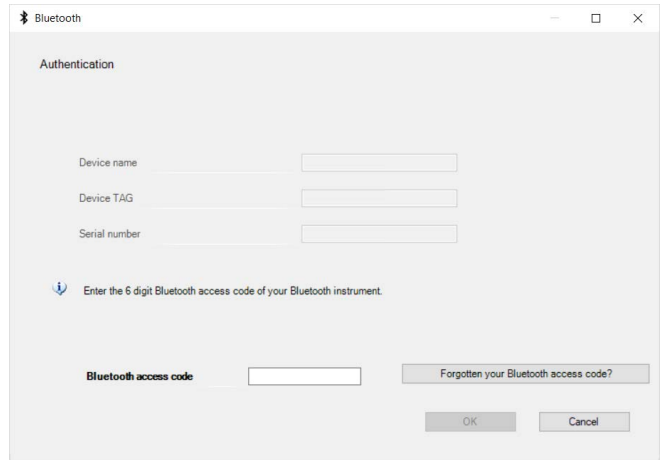 Bluetooth
Authentication
Device name
Device TAG
Serial number
Enter the 6 digit Bluetooth access code of your Bluetooth instrument.
Bluetooth access code
Forgotten your Bluetooth access code?
OK
Cancel